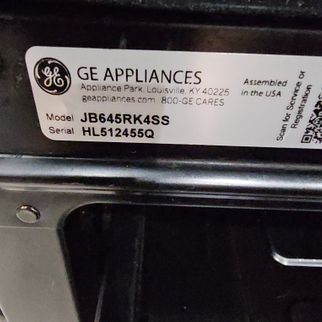 GE APPLIANCES
Appliance Park, Louisville, KY 40225
geappliances.com 800-GE CARES
Assembled
in the USA
Model JB645RK4SS
Serial HL512455Q
Scan for Service or
Registration